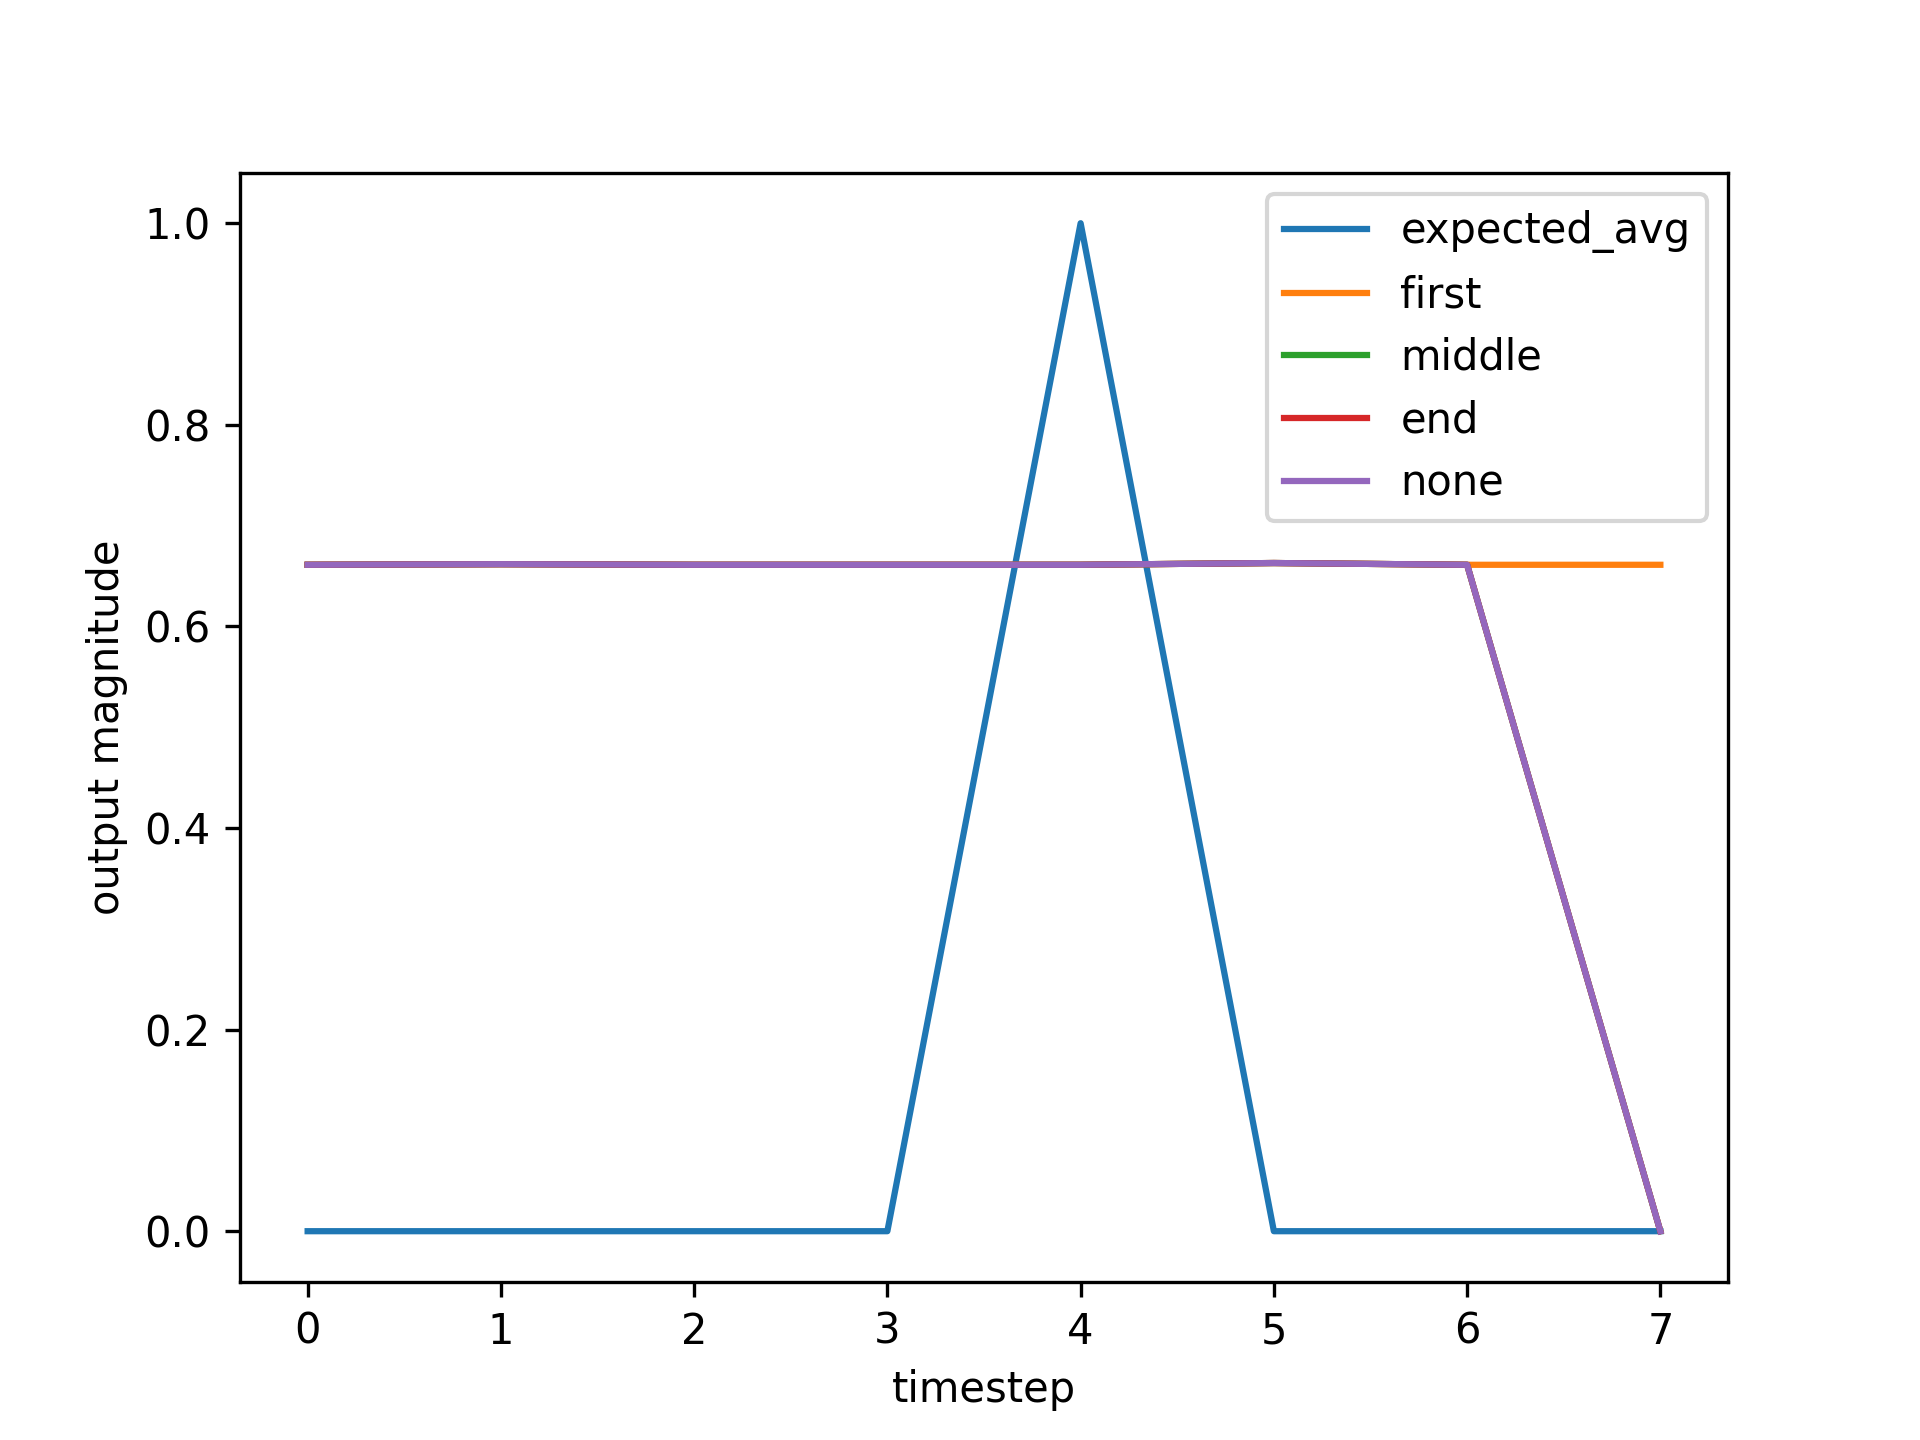 expected_avg
first
middle
end
none
1.0
0.8
0.6
0.4
0.2
0.0
output magnitude
0 1 2 3 4 5 6 7
timestep